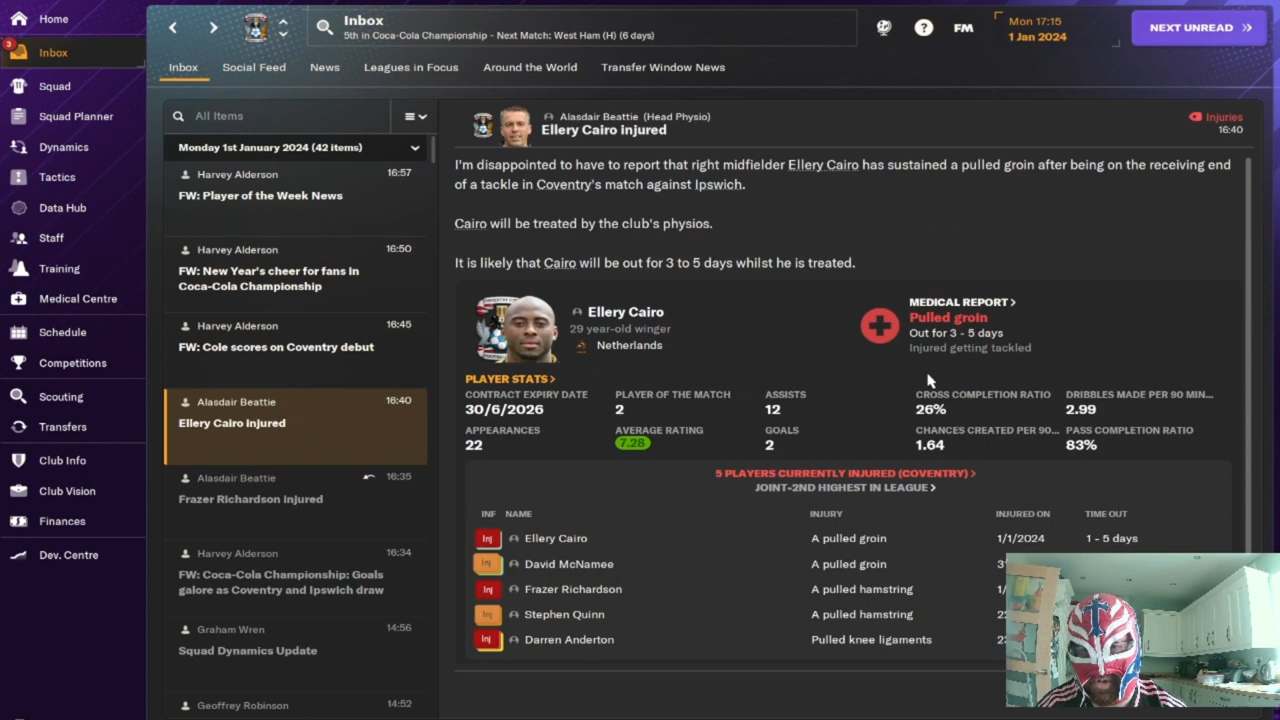 Home
3
Inbox
Squad
Squad Planner
Dynamics
Tactics
Data Hub
Staff
Training
Medical Centre
Schedule
Competitions
Scouting
Transfers
Club Info
Club Vision
Finances
Dev. Centre
Inbox
5th in Coca-Cola Championship - Next Match: West Ham (H) (6 days)
FM
Mon 17:15
1 Jan 2024
NEXT UNREAD
Inbox Social Feed News Leagues in Focus Around the World Transfer Window News
All Items
Monday 1st January 2024 (42 items)
Harvey Alderson 16:57
FW: Player of the Week News
Harvey Alderson 16:50
FW: New Year's cheer for fans in
Coca-Cola Championship
Harvey Alderson 16:45
FW: Cole scores on Coventry debut
Alasdair Beattie 16:40
Ellery Cairo injured
Alasdair Beattie 16:35
Frazer Richardson injured
Harvey Alderson 16:34
FW: Coca-Cola Championship: Goals
galore as Coventry and Ipswich draw
Graham Wren 14:56
Squad Dynamics Update
Geoffrey Robinson 14:52
Alasdair Beattie (Head Physio)
Ellery Cairo injured
Injuries
16:40
I'm disappointed to have to report that right midfielder Ellery Cairo has sustained a pulled groin after being on the receiving end
of a tackle in Coventry's match against Ipswich.
Cairo will be treated by the club's physios.
It is likely that Cairo will be out for 3 to 5 days whilst he is treated.
Ellery Cairo
29 year-old winger
Netherlands
MEDICAL REPORT >
Pulled groin
Out for 3 - 5 days
Injured getting tackled
PLAYER STATS >
CONTRACT EXPIRY DATE PLAYER OF THE MATCH ASSISTS CROSS COMPLETION RATIO DRIBBLES MADE PER 90 MIN...
30/6/2026 2 12 26% 2.99
APPEARANCES AVERAGE RATING GOALS CHANCES CREATED PER 90... PASS COMPLETION RATIO
22 7.28 2 1.64 83%
5 PLAYERS CURRENTLY INJURED (COVENTRY) >
JOINT-2ND HIGHEST IN LEAGUE >
INF NAME INJURY INJURED ON TIME OUT
Inj Ellery Cairo A pulled groin 1/1/2024 1 - 5 days
Inj David McNamee A pulled groin
Inj Frazer Richardson A pulled hamstring
Inj Stephen Quinn A pulled hamstring
Inj Darren Anderton Pulled knee ligaments